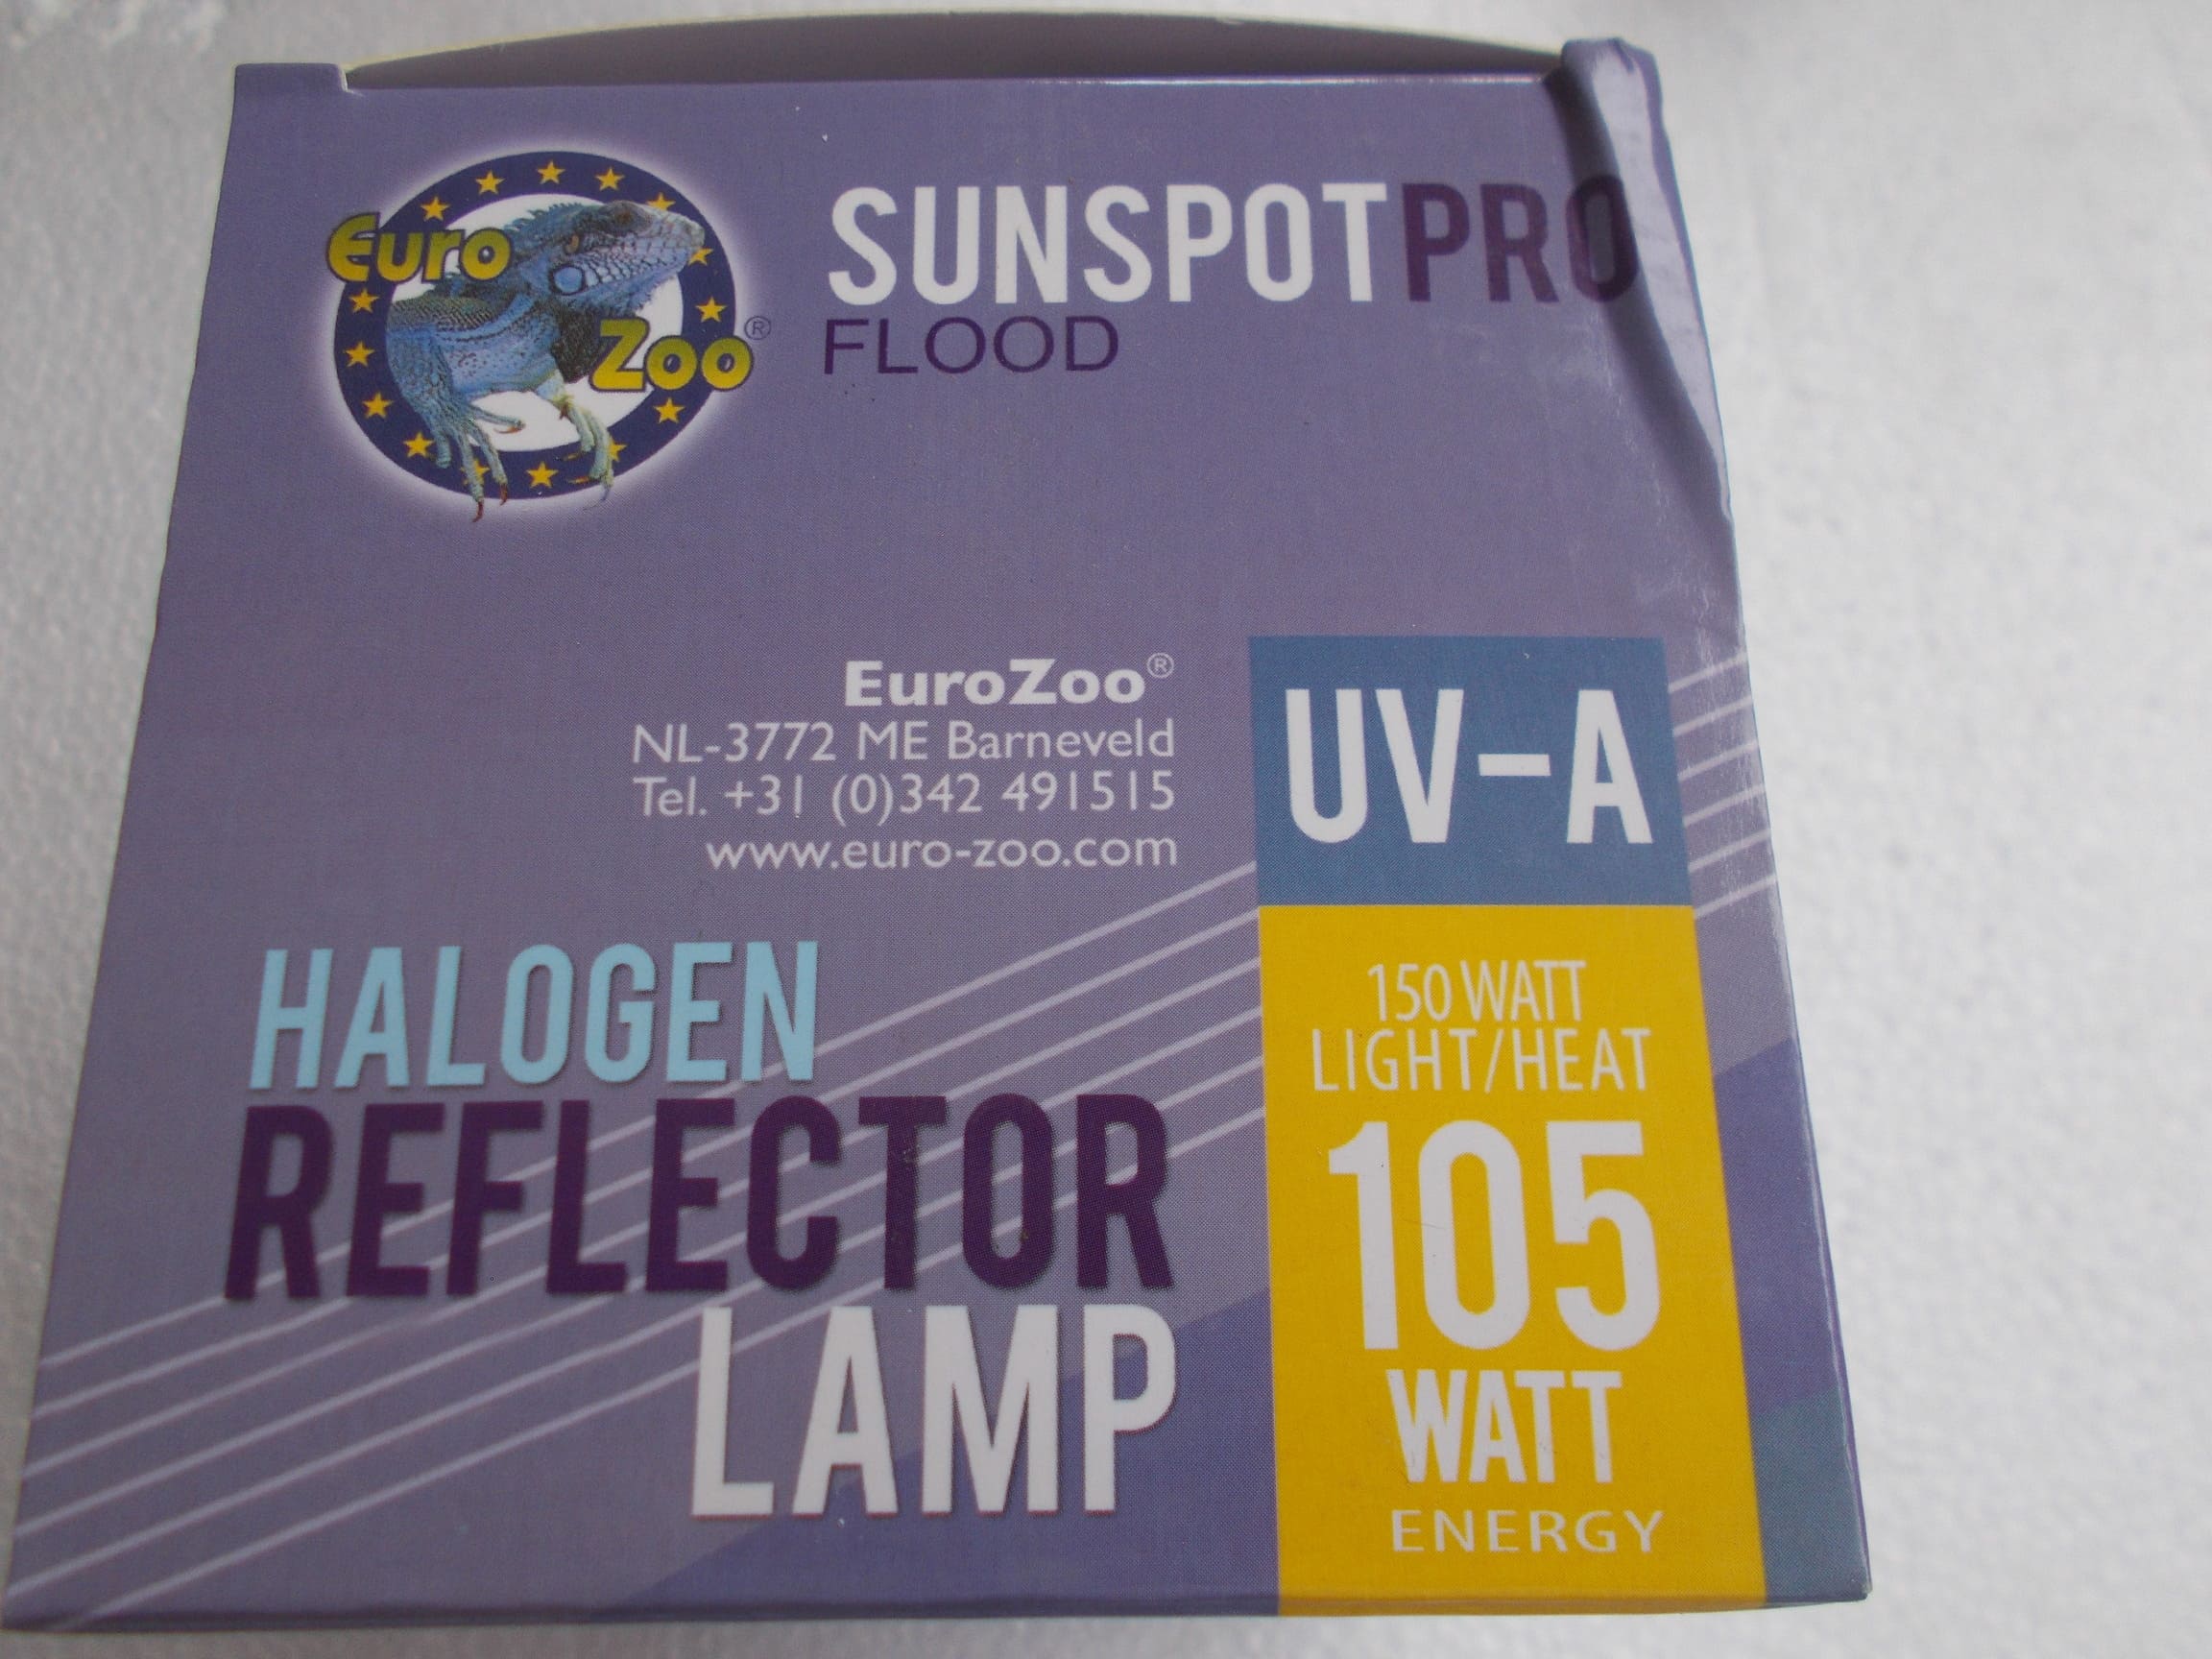 Euro
Zoo®
SUNSPOTPRO
FLOOD
EuroZoo®
NL-3772 ME Barneveld
Tel. +31 (0)342 491515
www.euro-zoo.com
UV-A
HALOGEN
REFLECTOR
LAMP
150 WATT
LIGHT/HEAT
105
WATT
ENERGY